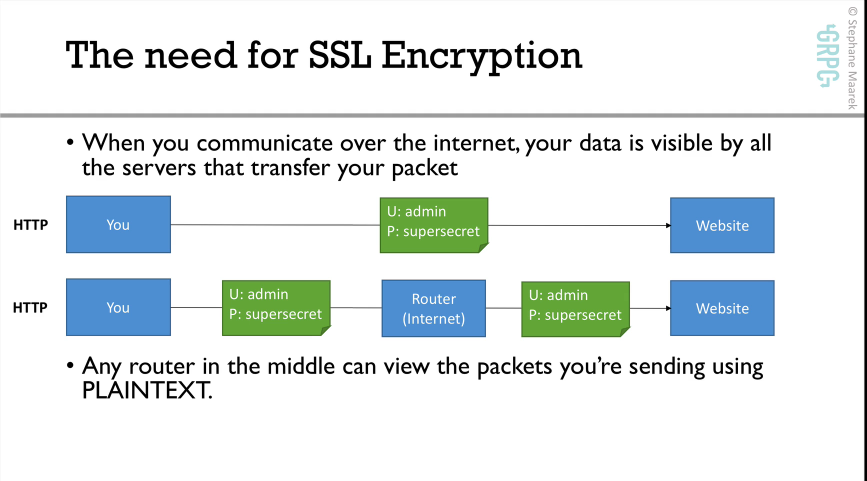 The need for SSL Encryption
© Stephane Maarek
GRPC
• When you communicate over the internet, your data is visible by all
the servers that transfer your packet
HTTP
You
U: admin
P: supersecret
Website
HTTP
You
U: admin
P: supersecret
Router
(Internet)
U: admin
P: supersecret
Website
• Any router in the middle can view the packets you’re sending using
PLAINTEXT.